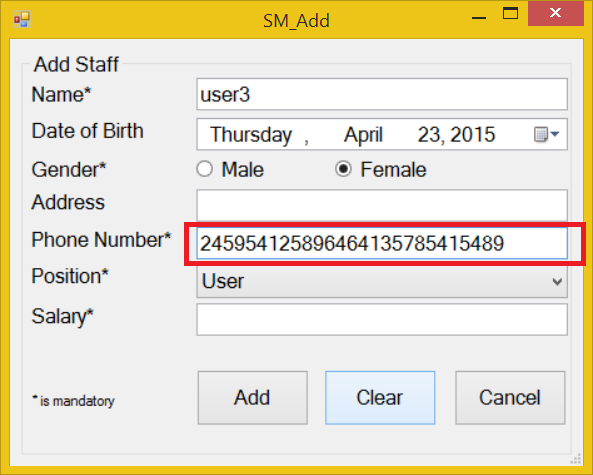 SM_Add
Add Staff
Name* user3
Date of Birth Thursday , April 23, 2015
Gender* Male Female
Address
Phone Number* 245954125896464135785415489
Position* User
Salary*
* is mandatory Add Clear Cancel